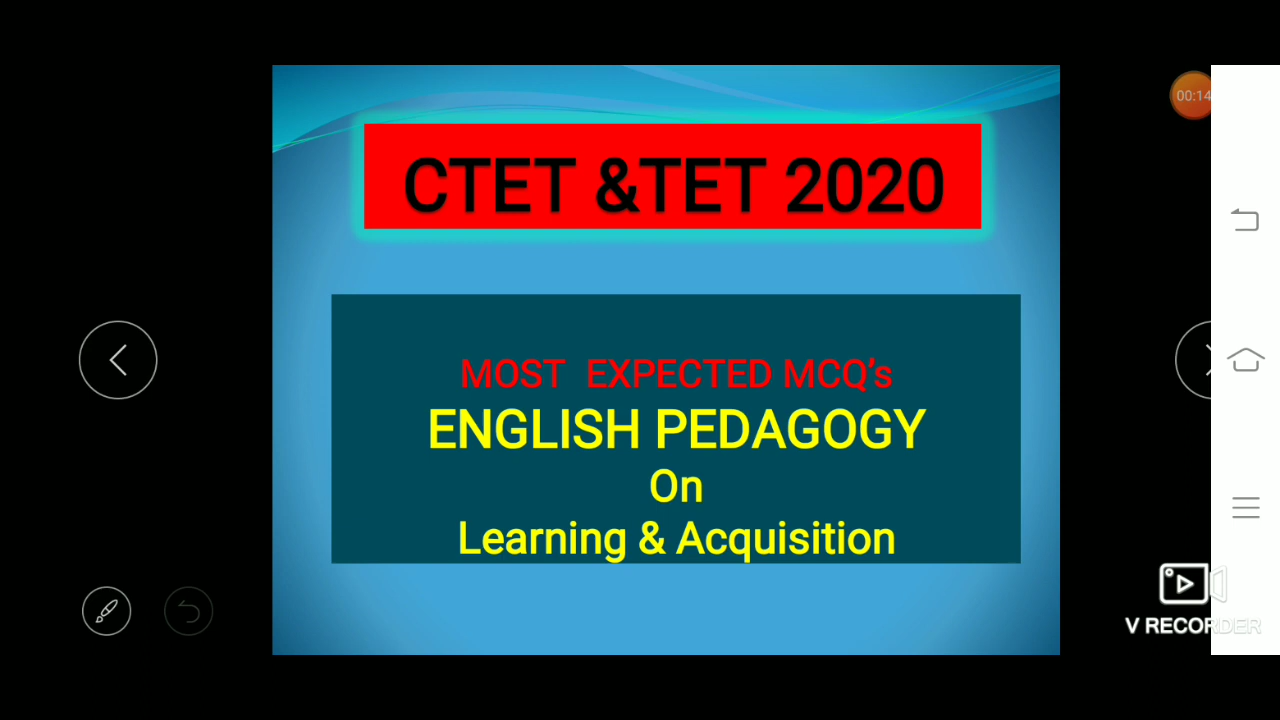 00:14
CTET &TET 2020
MOST EXPECTED MCQ's
ENGLISH PEDAGOGY
On
Learning & Acquisition
V RECORDER